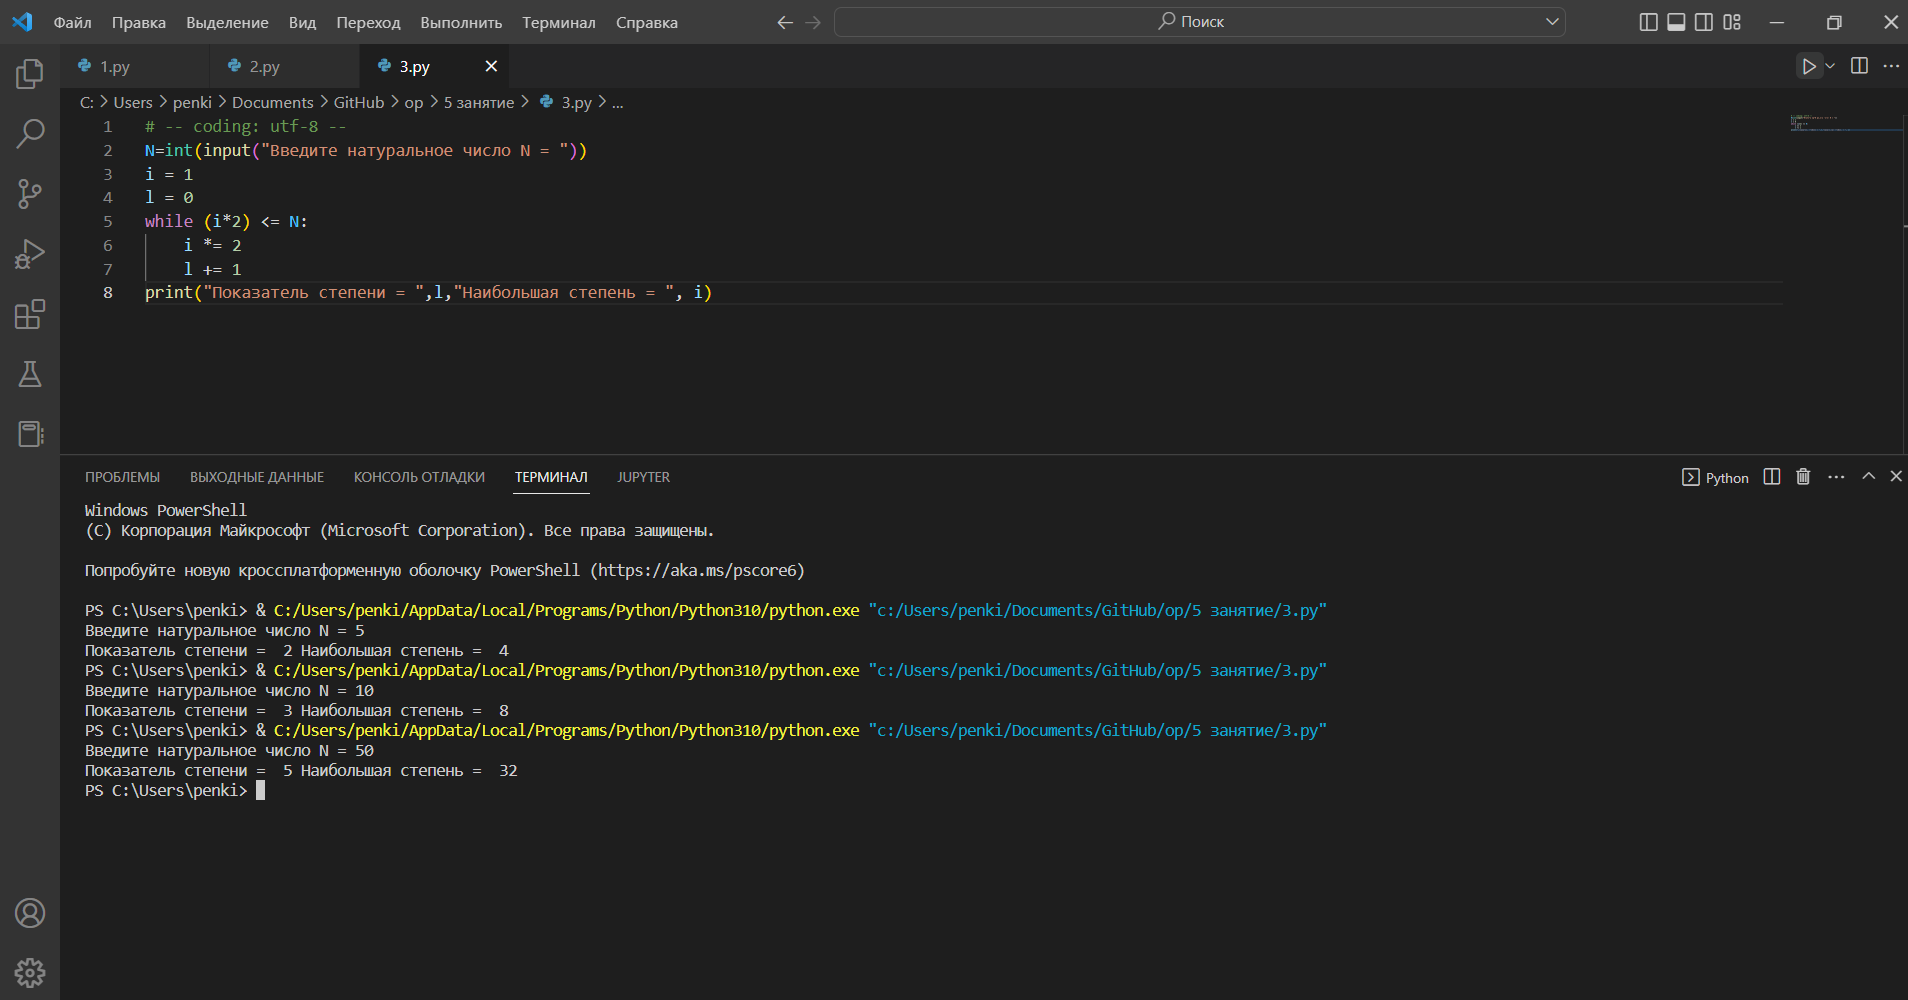 Файл Правка Выделение Вид Переход Выполнить Терминал Справка Поиск
1.py 2.py 3.py
C: > Users > penki > Documents > GitHub > op > 5 занятие > 3.py > ...
1 # -- coding: utf-8 --
2 N=int(input("Введите натуральное число N = "))
3 i = 1
4 l = 0
5 while (i*2) <= N:
6 i *= 2
7 l += 1
8 print("Показатель степени = ",l,"Наибольшая степень = ", i)
ПРОБЛЕМЫ ВЫХОДНЫЕ ДАННЫЕ КОНСОЛЬ ОТЛАДКИ ТЕРМИНАЛ JUPYTER Python
Windows PowerShell
(C) Корпорация Майкрософт (Microsoft Corporation). Все права защищены.
Попробуйте новую кроссплатформенную оболочку PowerShell (https://aka.ms/pscore6)
PS C:\Users\penki> & C:/Users/penki/AppData/Local/Programs/Python/Python310/python.exe "c:/Users/penki/Documents/GitHub/op/5 занятие/3.py"
Введите натуральное число N = 5
Показатель степени =  2 Наибольшая степень =  4
PS C:\Users\penki> & C:/Users/penki/AppData/Local/Programs/Python/Python310/python.exe "c:/Users/penki/Documents/GitHub/op/5 занятие/3.py"
Введите натуральное число N = 10
Показатель степени =  3 Наибольшая степень =  8
PS C:\Users\penki> & C:/Users/penki/AppData/Local/Programs/Python/Python310/python.exe "c:/Users/penki/Documents/GitHub/op/5 занятие/3.py"
Введите натуральное число N = 50
Показатель степени =  5 Наибольшая степень =  32
PS C:\Users\penki>